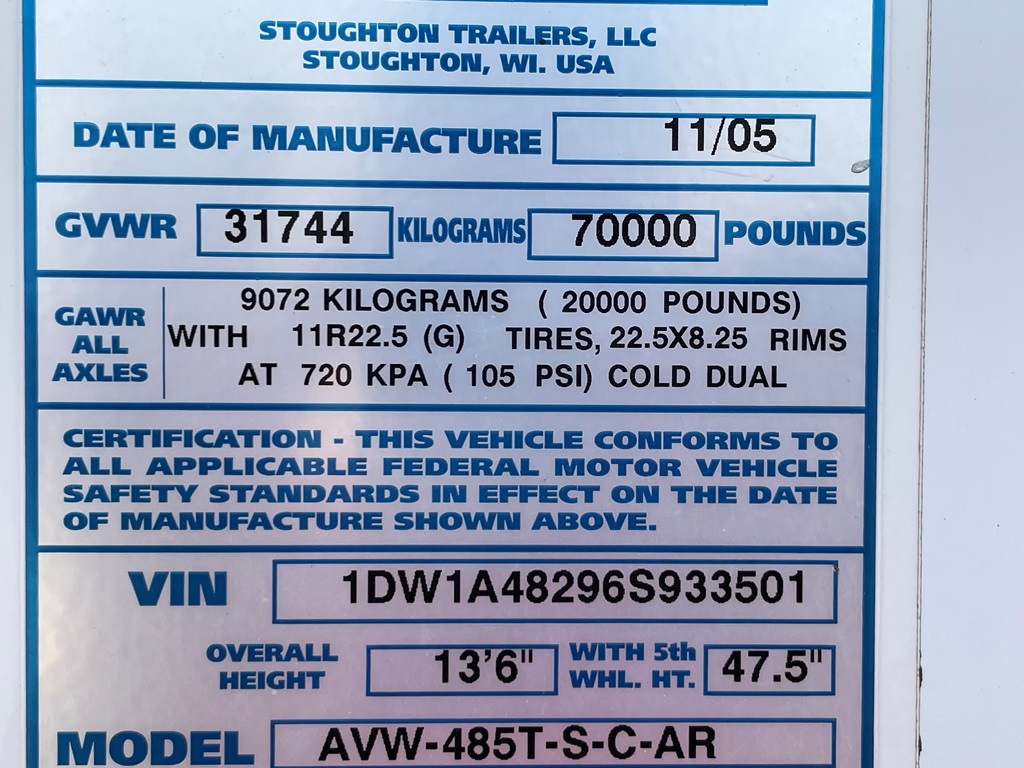 STOUGHTON TRAILERS, LLC
STOUGHTON, WI. USA
DATE OF MANUFACTURE 11/05
GVWR 31744 KILOGRAMS 70000 POUNDS
GAWR ALL AXLES
9072 KILOGRAMS ( 20000 POUNDS)
WITH 11R22.5 (G) TIRES, 22.5X8.25 RIMS
AT 720 KPA ( 105 PSI) COLD DUAL
CERTIFICATION - THIS VEHICLE CONFORMS TO
ALL APPLICABLE FEDERAL MOTOR VEHICLE
SAFETY STANDARDS IN EFFECT ON THE DATE
OF MANUFACTURE SHOWN ABOVE.
VIN 1DW1A48296S933501
OVERALL HEIGHT 13'6" WITH 5th WHL. HT. 47.5"
MODEL AVW-485T-S-C-AR